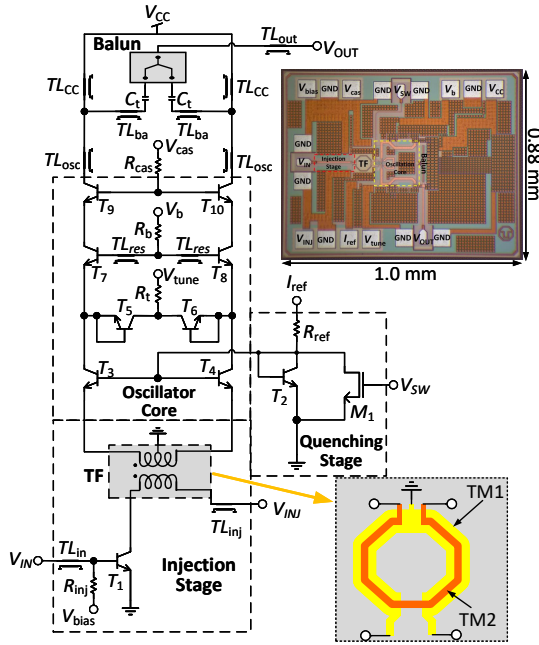 V_CC
TL_out
Balun
V_OUT
TL_CC
C_t
C_t
TL_CC
TL_ba
TL_ba
V_cas
TL_osc
R_cas
TL_osc
T_9
T_10
V_b
R_b
TL_res
TL_res
T_7
T_8
V_tune
R_t
T_5
T_6
T_3
T_4
Oscillator
Core
I_ref
R_ref
T_2
M_1
V_SW
Quenching
Stage
TF
V_INJ
TL_inj
V_IN
TL_in
T_1
R_inj
V_bias
Injection
Stage
V_bias
GND
V_cas
V_SW
V_b
GND
V_CC
GND
GND
GND
V_IN
Injection
Stage
TF
Oscillation
Core
Balun
GND
V_INJ
GND
I_ref
V_tune
GND
V_OUT
GND
0.88 mm
1.0 mm
TM1
TM2